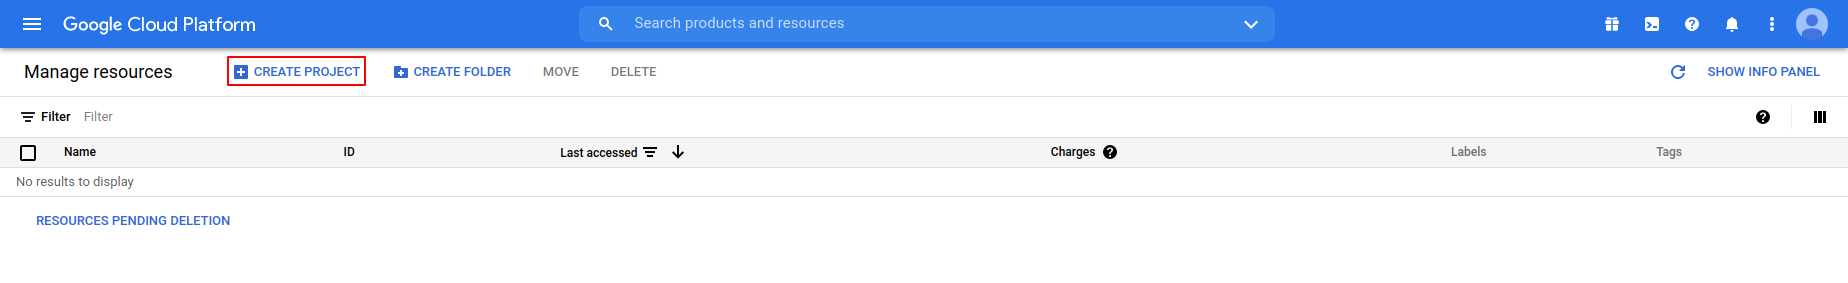 Google Cloud Platform
Search products and resources
Manage resources CREATE PROJECT CREATE FOLDER MOVE DELETE SHOW INFO PANEL
Filter Filter
Name ID Last accessed Charges Labels Tags
No results to display
RESOURCES PENDING DELETION